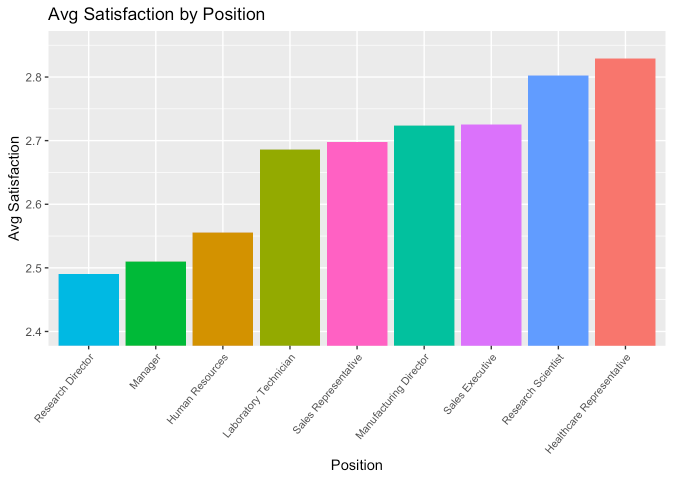 Avg Satisfaction by Position
Avg Satisfaction
2.8
2.7
2.6
2.5
2.4
Research Director
Manager
Human Resources
Laboratory Technician
Sales Representative
Manufacturing Director
Sales Executive
Research Scientist
Healthcare Representative
Position